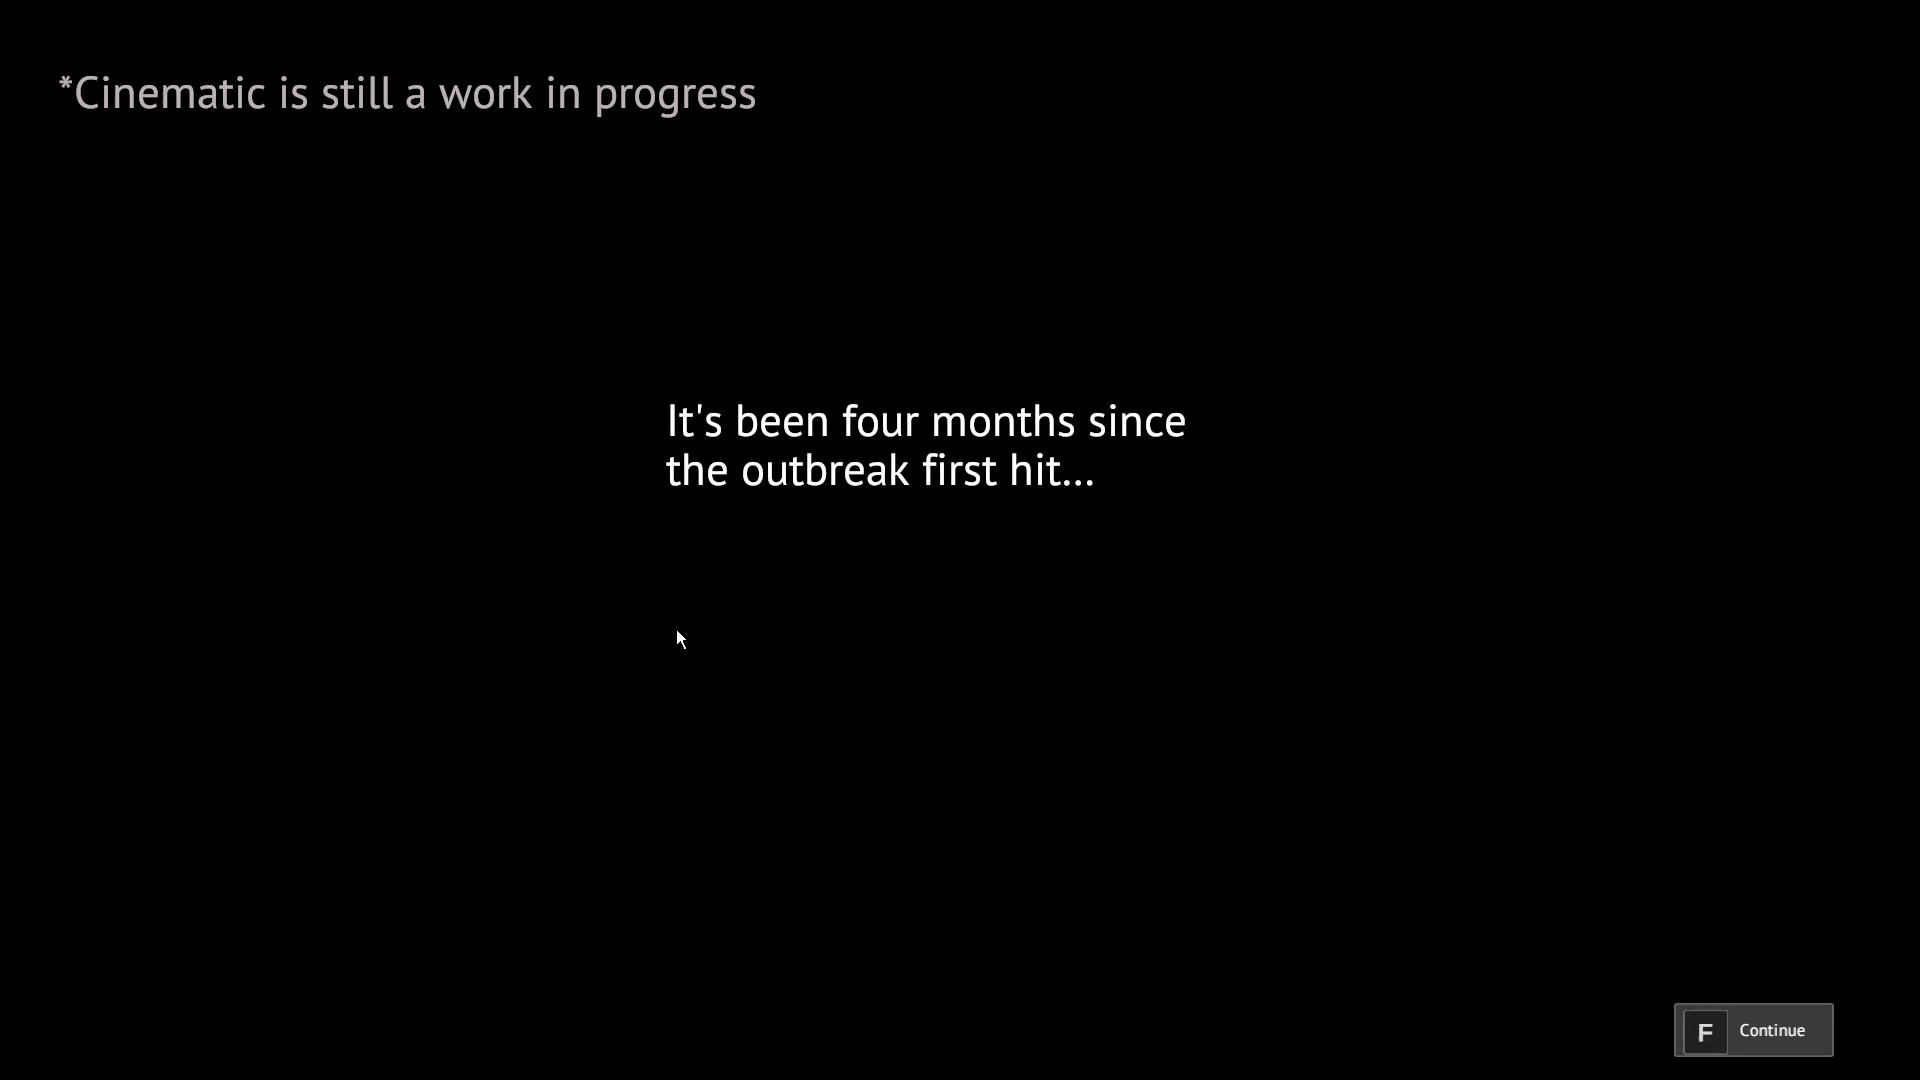 *Cinematic is still a work in progress
It's been four months since
the outbreak first hit...
F Continue